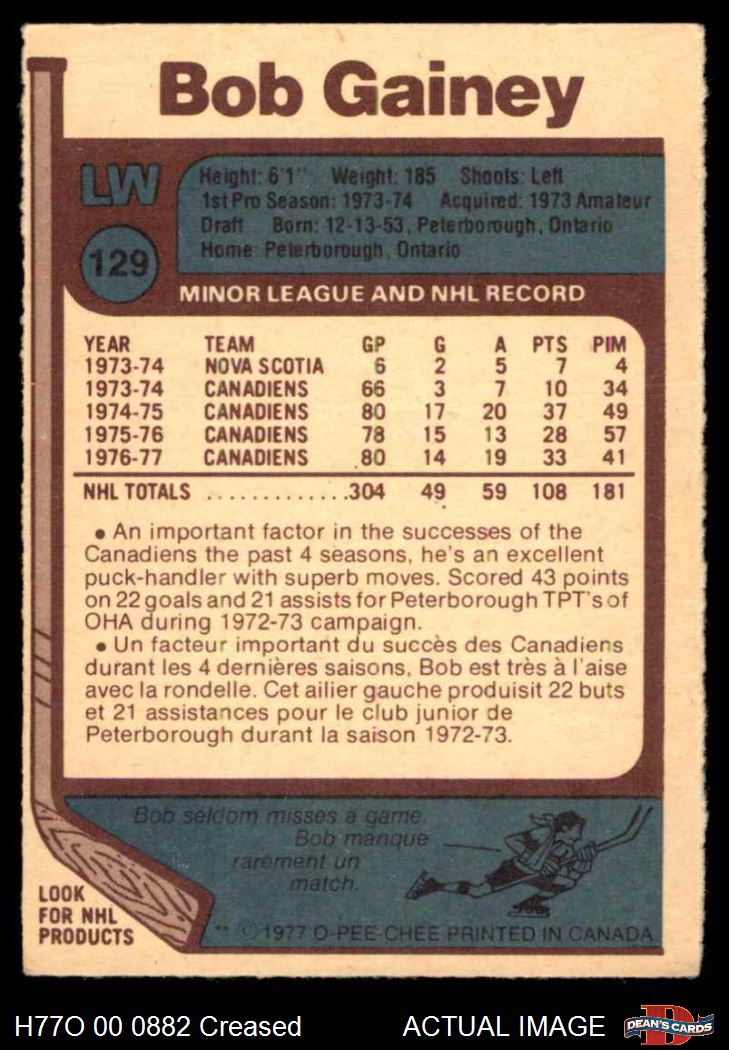 Bob Gainey
LW
129
Height: 6'1" Weight: 185 Shoots: Left
1st Pro Season: 1973-74 Acquired: 1973 Amateur
Draft Born: 12-13-53, Peterborough, Ontario
Home: Peterborough, Ontario
MINOR LEAGUE AND NHL RECORD
YEAR TEAM GP G A PTS PIM
1973-74 NOVA SCOTIA 6 2 5 7 4
1973-74 CANADIENS 66 3 7 10 34
1974-75 CANADIENS 80 17 20 37 49
1975-76 CANADIENS 78 15 13 28 57
1976-77 CANADIENS 80 14 19 33 41
NHL TOTALS .............304 49 59 108 181
• An important factor in the successes of the
Canadiens the past 4 seasons, he's an excellent
puck-handler with superb moves. Scored 43 points
on 22 goals and 21 assists for Peterborough TPT's of
OHA during 1972-73 campaign.
• Un facteur important du succès des Canadiens
durant les 4 dernières saisons, Bob est très à l'aise
avec la rondelle. Cet ailier gauche produisit 22 buts
et 21 assistances pour le club junior de
Peterborough durant la saison 1972-73.
Bob seldom misses a game.
Bob manque
rarement un
match.
LOOK
FOR NHL
PRODUCTS
** © 1977 O-PEE-CHEE PRINTED IN CANADA
H77O 00 0882 Creased ACTUAL IMAGE
DEAN'S CARDS